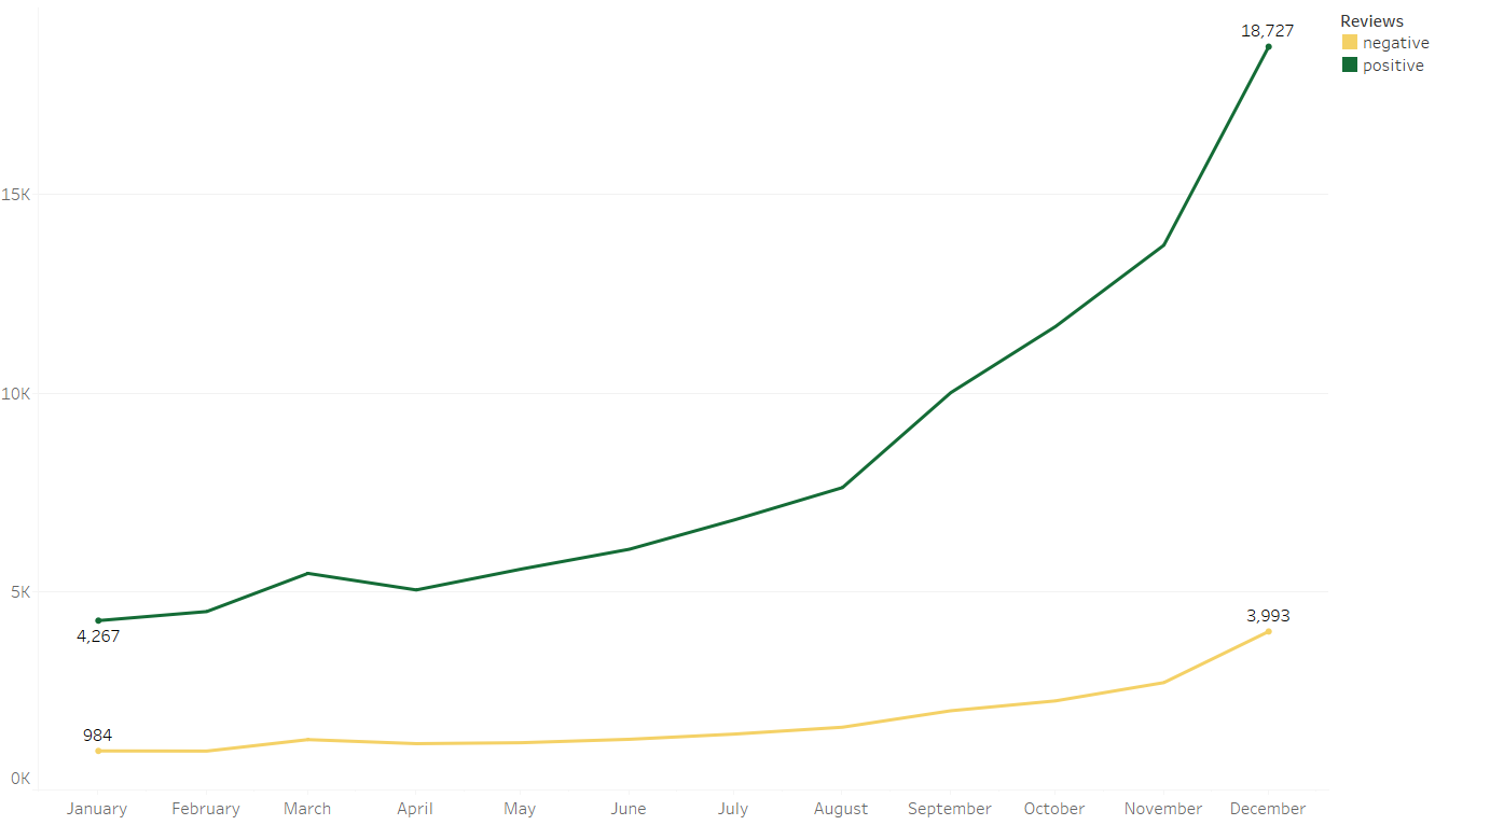 18,727
Reviews
negative
positive
15K
10K
5K
4,267
3,993
984
0K
January February March April May June July August September October November December